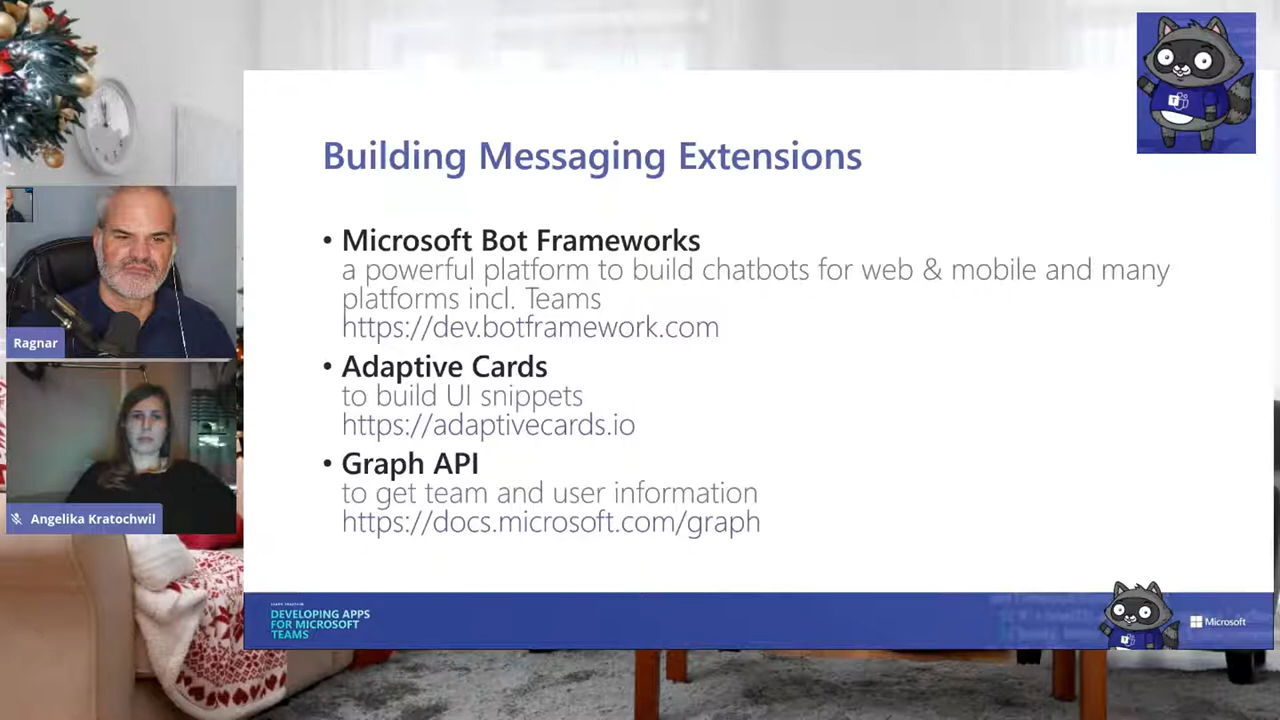 Building Messaging Extensions
• Microsoft Bot Frameworks
a powerful platform to build chatbots for web & mobile and many
platforms incl. Teams
https://dev.botframework.com
• Adaptive Cards
to build UI snippets
https://adaptivecards.io
• Graph API
to get team and user information
https://docs.microsoft.com/graph
Ragnar
Angelika Kratochwil
DEVELOPING APPS
FOR MICROSOFT
TEAMS
Microsoft